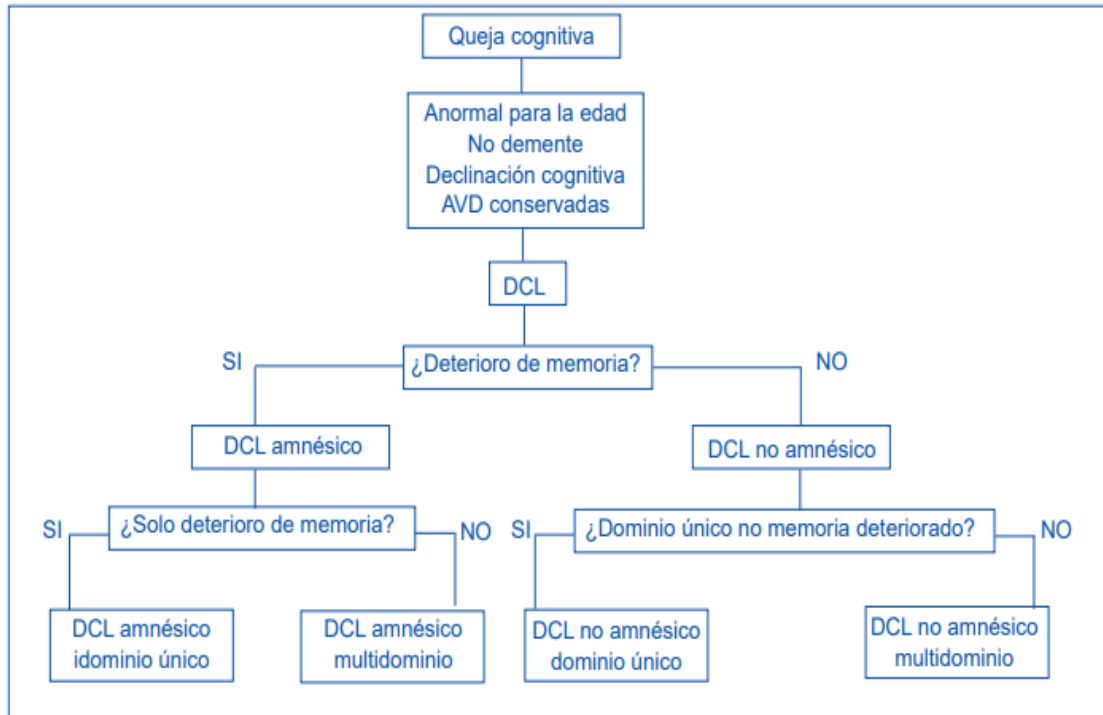 Queja cognitiva
Anormal para la edad
No demente
Declinación cognitiva
AVD conservadas
DCL
SI
¿Deterioro de memoria?
NO
DCL amnésico
DCL no amnésico
SI
¿Solo deterioro de memoria?
NO
SI
¿Dominio único no memoria deteriorado?
NO
DCL amnésico
idominio único
DCL amnésico
multidominio
DCL no amnésico
dominio único
DCL no amnésico
multidominio